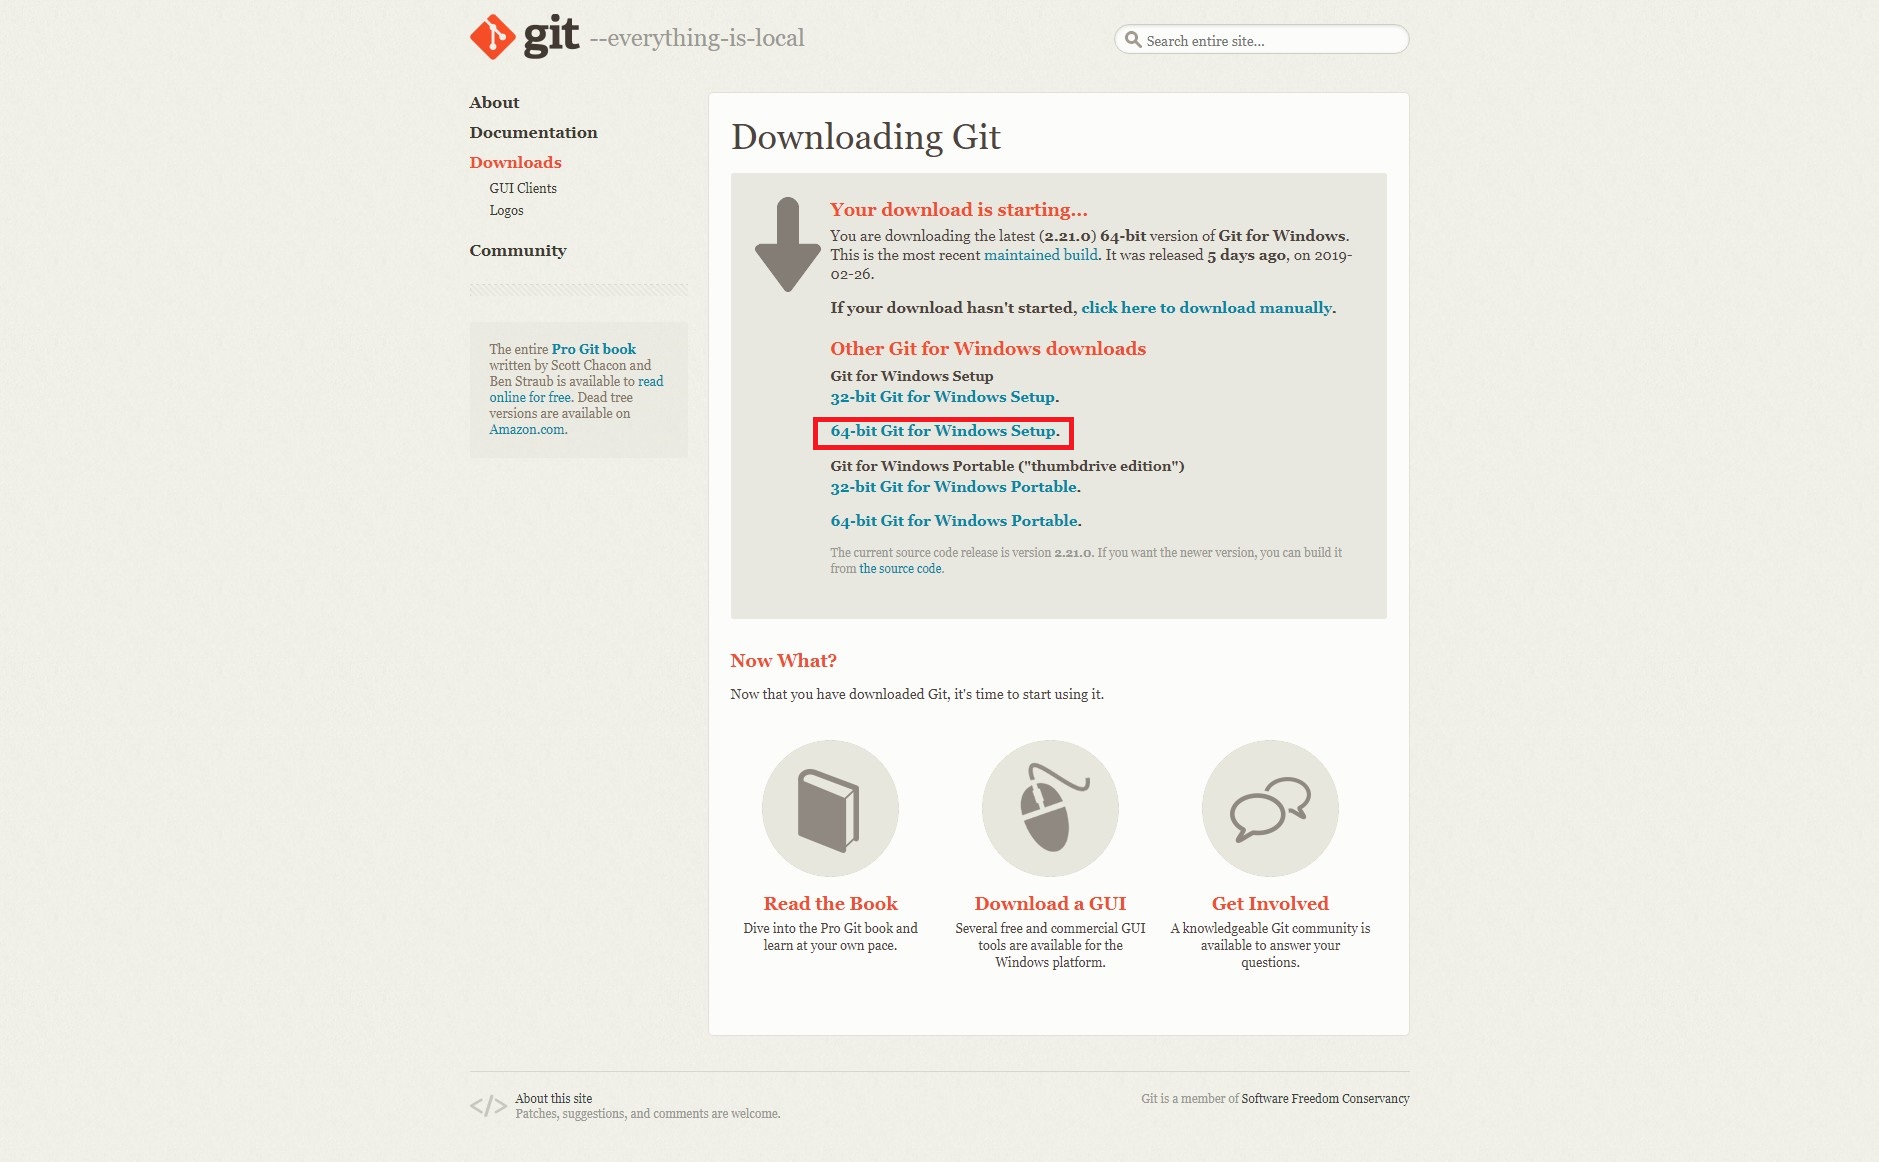 git --everything-is-local
Search entire site...
About
Documentation
Downloads
GUI Clients
Logos
Community
The entire Pro Git book
written by Scott Chacon and
Ben Straub is available to read
online for free. Dead tree
versions are available on
Amazon.com.
Downloading Git
Your download is starting...
You are downloading the latest (2.21.0) 64-bit version of Git for Windows.
This is the most recent maintained build. It was released 5 days ago, on 2019-
02-26.
If your download hasn't started, click here to download manually.
Other Git for Windows downloads
Git for Windows Setup
32-bit Git for Windows Setup.
64-bit Git for Windows Setup.
Git for Windows Portable ("thumbdrive edition")
32-bit Git for Windows Portable.
64-bit Git for Windows Portable.
The current source code release is version 2.21.0. If you want the newer version, you can build it
from the source code.
Now What?
Now that you have downloaded Git, it's time to start using it.
Read the Book
Dive into the Pro Git book and
learn at your own pace.
Download a GUI
Several free and commercial GUI
tools are available for the
Windows platform.
Get Involved
A knowledgeable Git community is
available to answer your
questions.
</> About this site
Patches, suggestions, and comments are welcome.
Git is a member of Software Freedom Conservancy